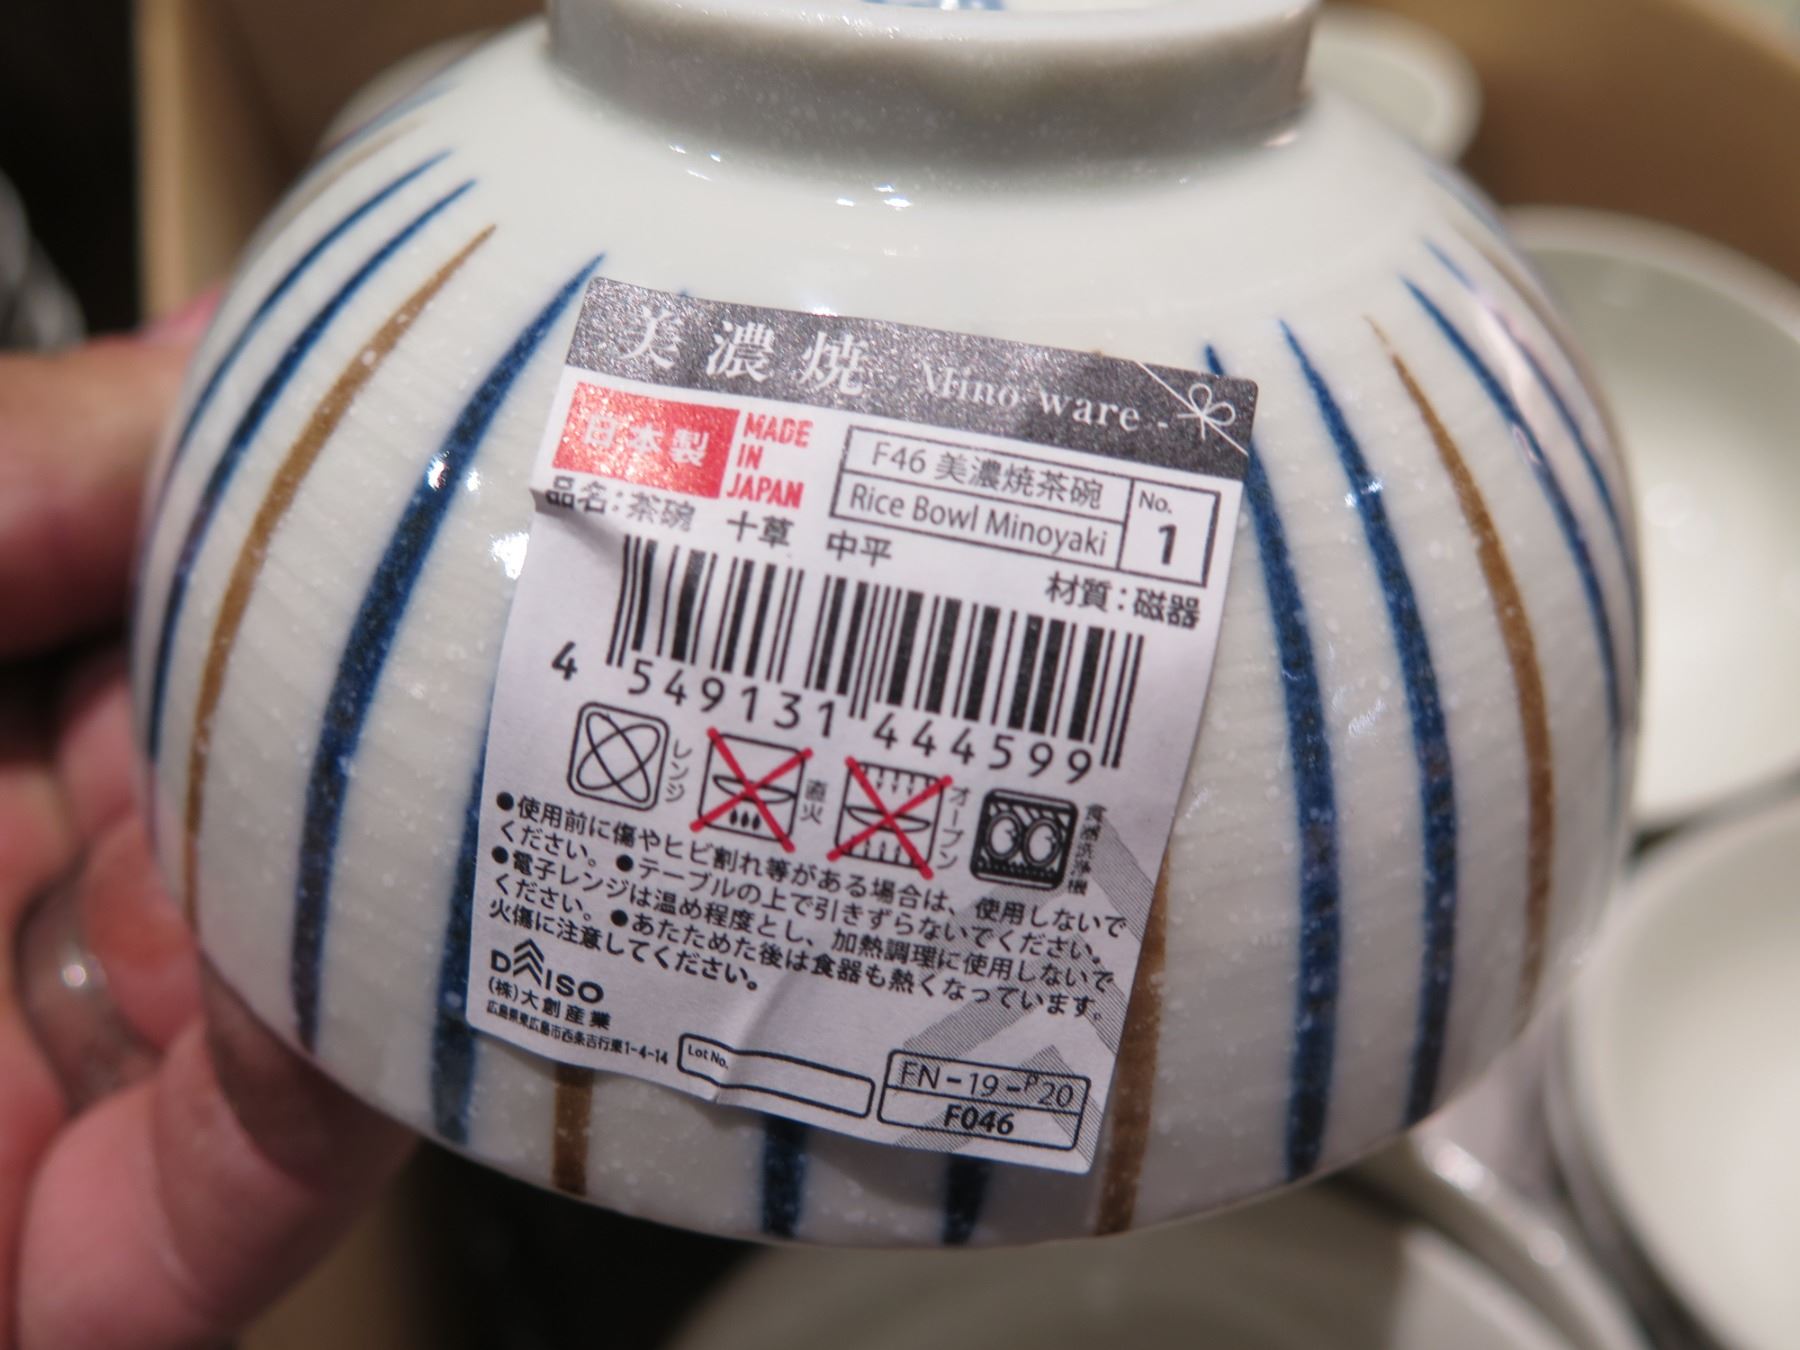 美濃焼 - Mino ware -
日本製 MADE IN JAPAN
F46 美濃焼茶碗
Rice Bowl Minoyaki
No. 1
品名：茶碗 十草 中平
材質：磁器
4 549131 444599
レンジ
直火
オーブン
食器洗浄機
●使用前に傷やヒビ割れ等がある場合は、使用しないで
ください。●テーブルの上で引きずらないでください。
●電子レンジは温め程度とし、加熱調理に使用しないで
ください。●あたためた後は食器も熱くなっています。
火傷に注意してください。
DAISO
(株)大創産業
広島県東広島市西条吉行東1-4-14
Lot No.
FN-19-P20
F046